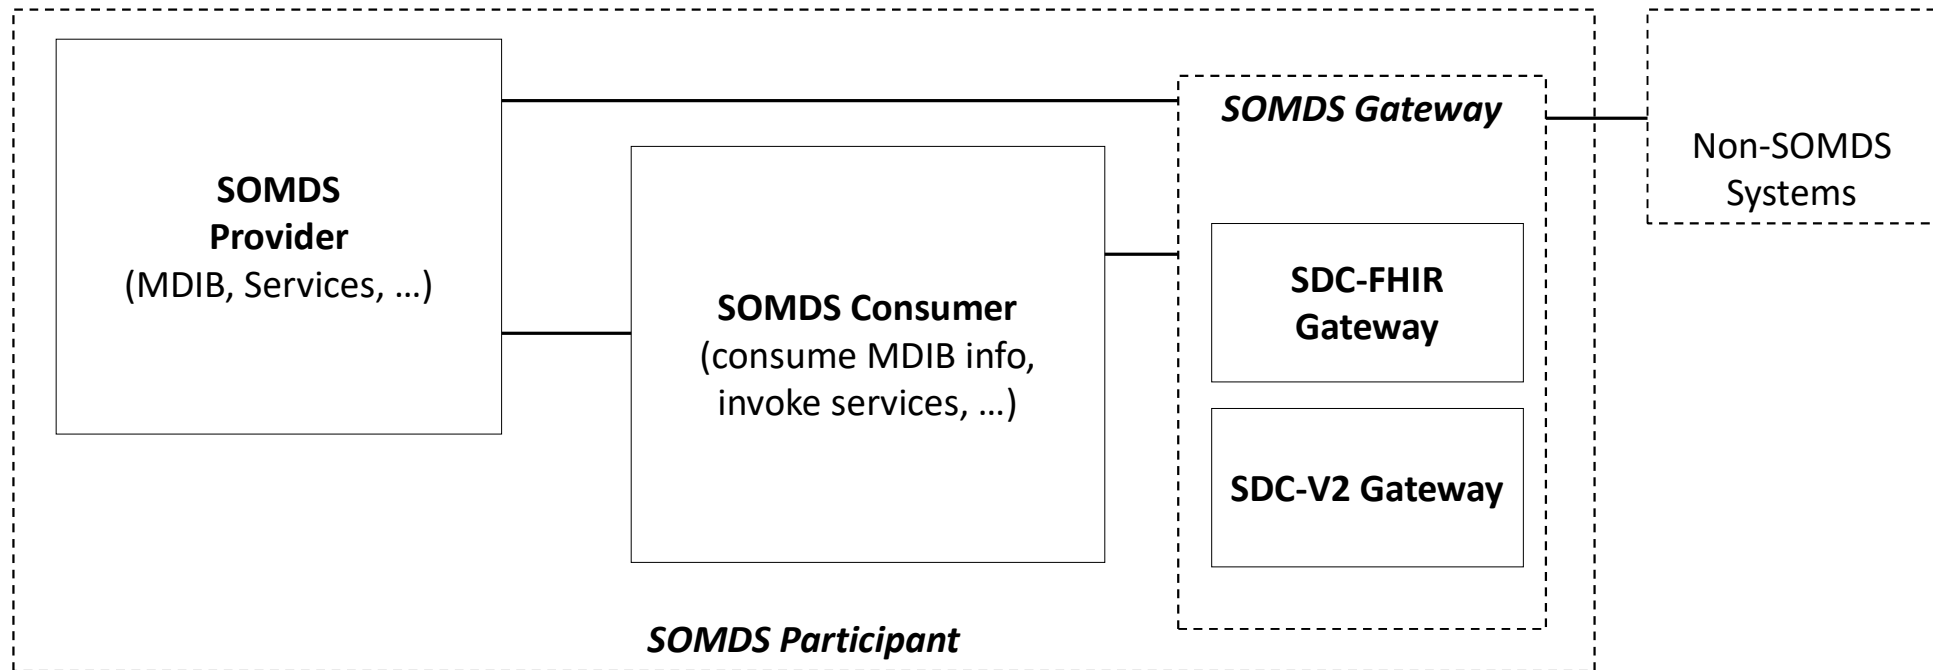 SOMDS
Provider
(MDIB, Services, …)
SOMDS Consumer
(consume MDIB info,
invoke services, …)
SOMDS Gateway
SDC-FHIR
Gateway
SDC-V2 Gateway
Non-SOMDS
Systems
SOMDS Participant